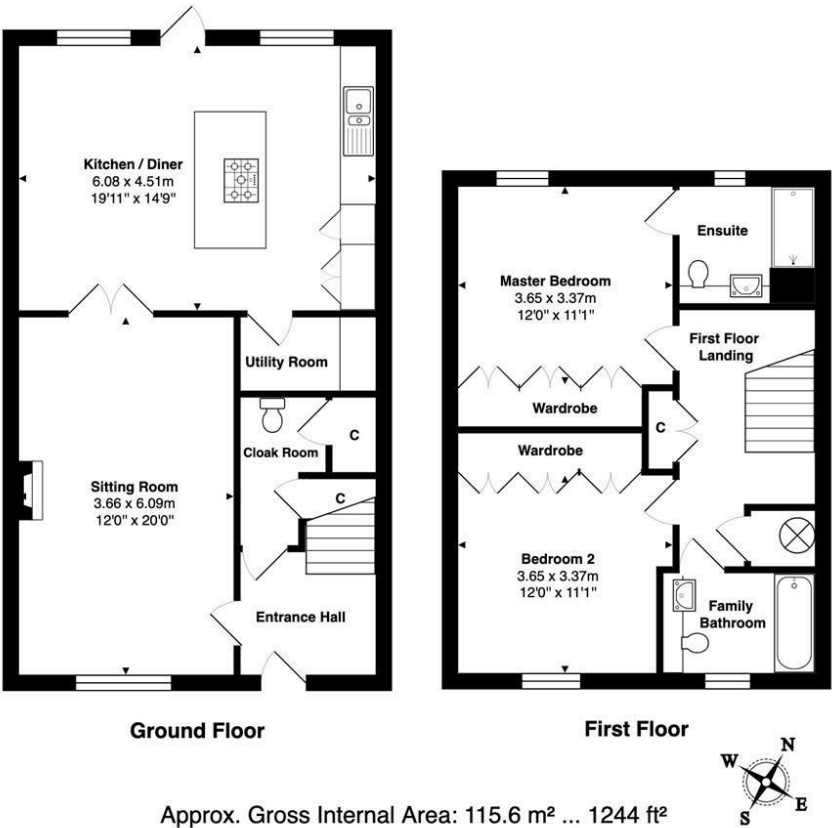 Kitchen / Diner
6.08 x 4.51m
19'11" x 14'9"
Utility Room
C
Cloak Room
C
Sitting Room
3.66 x 6.09m
12'0" x 20'0"
Entrance Hall
Ground Floor
Ensuite
Master Bedroom
3.65 x 3.37m
12'0" x 11'1"
First Floor
Landing
Wardrobe
C
Wardrobe
Bedroom 2
3.65 x 3.37m
12'0" x 11'1"
Family
Bathroom
First Floor
N
W
E
S
Approx. Gross Internal Area: 115.6 m² ... 1244 ft²